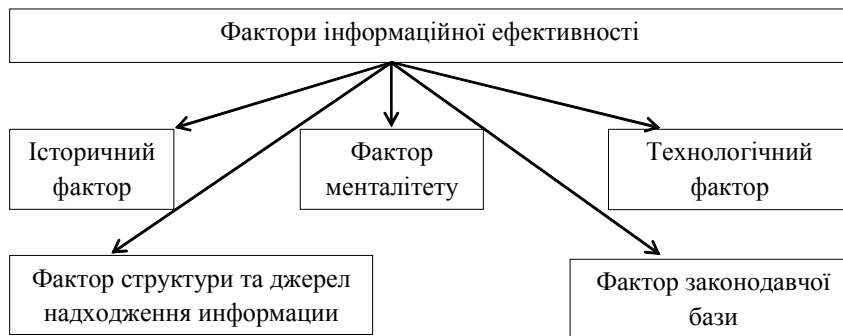 Фактори інформаційної ефективності
Історичний
фактор
Фактор
менталітету
Технологічний
фактор
Фактор структури та джерел
надходження информации
Фактор законодавчої
бази